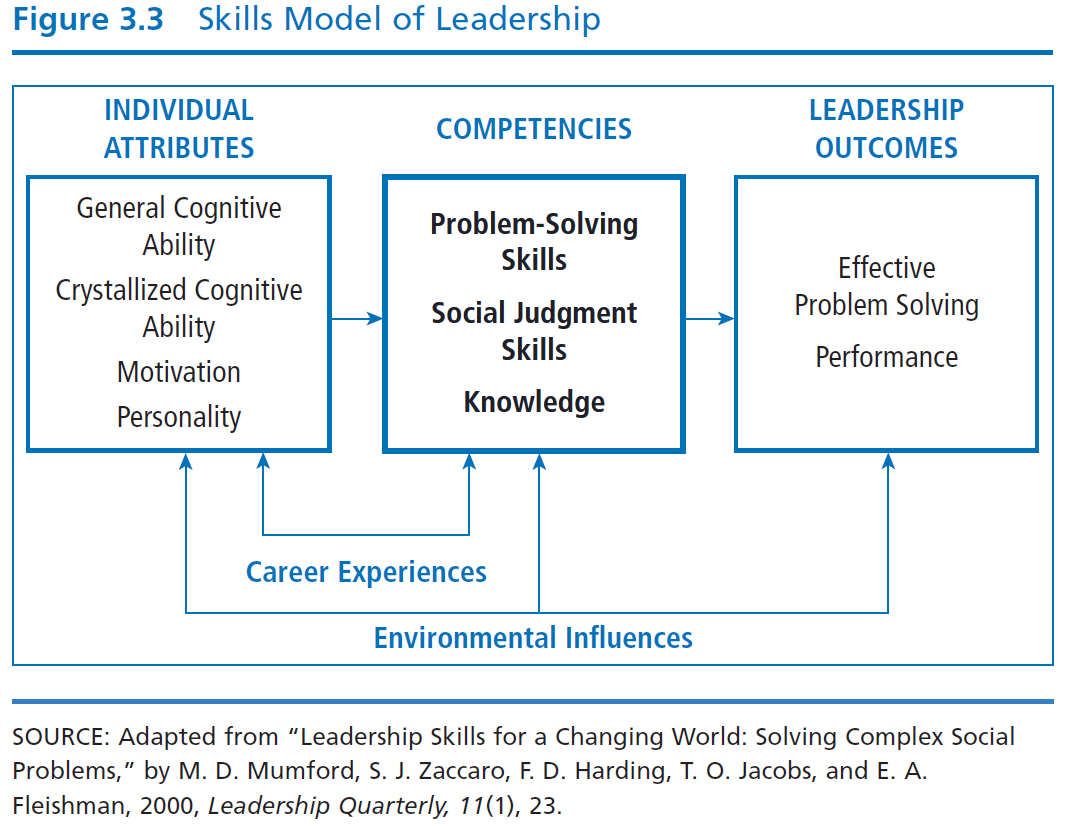 Figure 3.3 Skills Model of Leadership
INDIVIDUAL
ATTRIBUTES
General Cognitive
Ability
Crystallized Cognitive
Ability
Motivation
Personality
COMPETENCIES
Problem-Solving
Skills
Social Judgment
Skills
Knowledge
LEADERSHIP
OUTCOMES
Effective
Problem Solving
Performance
Career Experiences
Environmental Influences
SOURCE: Adapted from “Leadership Skills for a Changing World: Solving Complex Social
Problems,” by M. D. Mumford, S. J. Zaccaro, F. D. Harding, T. O. Jacobs, and E. A.
Fleishman, 2000, Leadership Quarterly, 11(1), 23.